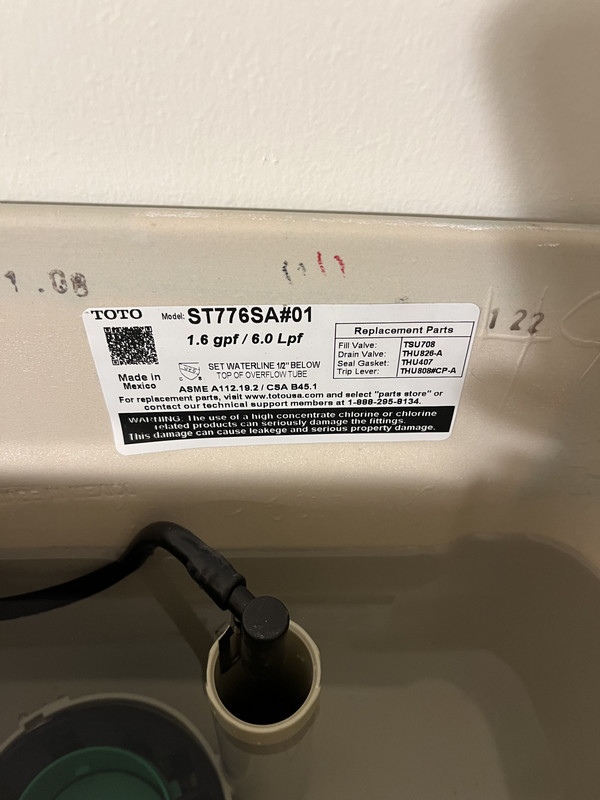 1.08
122
TOTO Model: ST776SA#01
1.6 gpf / 6.0 Lpf
SET WATERLINE 1/2" BELOW
TOP OF OVERFLOW TUBE
Made in
Mexico
ASME A112.19.2 / CSA B45.1
Replacement Parts
Fill Valve: TSU708
Drain Valve: THU826-A
Seal Gasket: THU407
Trip Lever: THU808#CP-A
For replacement parts, visit www.totousa.com and select "parts store" or
contact our technical support members at 1-888-295-8134.
WARNING: The use of a high concentrate chlorine or chlorine
related products can seriously damage the fittings.
This damage can cause leakege and serious property damage.